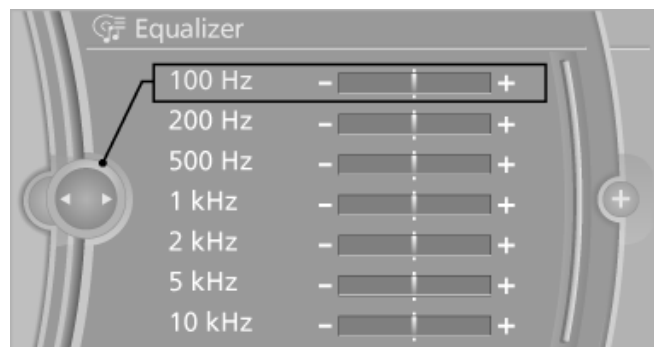 Equalizer
100 Hz - +
200 Hz - +
500 Hz - +
1 kHz - +
2 kHz - +
5 kHz - +
10 kHz - +
+